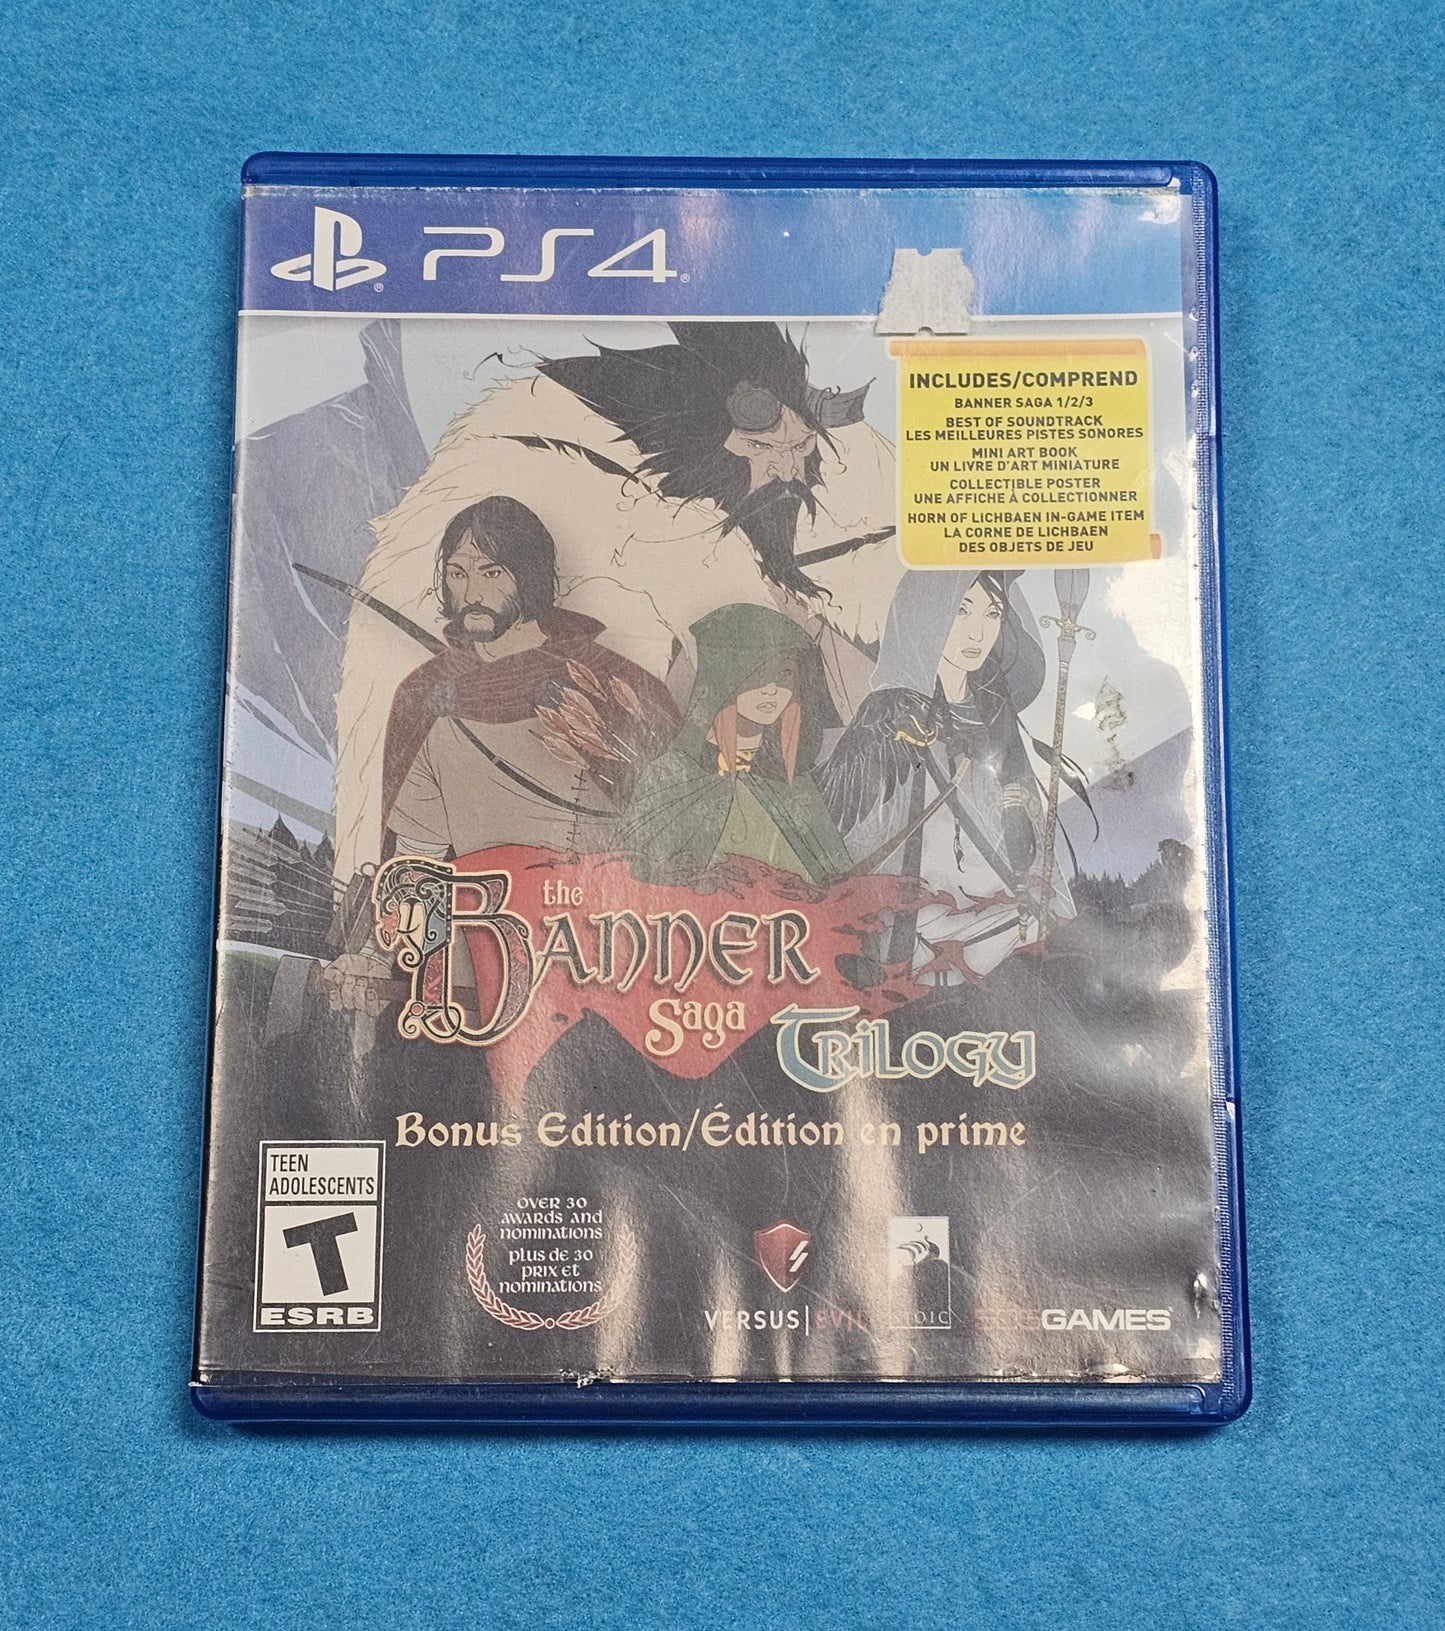 PS4
INCLUDES/COMPREND
BANNER SAGA 1/2/3
BEST OF SOUNDTRACK
LES MEILLEURES PISTES SONORES
MINI ART BOOK
UN LIVRE D'ART MINIATURE
COLLECTIBLE POSTER
UNE AFFICHE À COLLECTIONNER
HORN OF LICHBAEN IN-GAME ITEM
LA CORNE DE LICHBAEN
DES OBJETS DE JEU
the
BANNER
Saga
TRILOGY
Bonus Edition/Édition en prime
TEEN
ADOLESCENTS
T
ESRB
OVER 30
awards and
nominations
plus de 30
prix et
nominations
VERSUS|EVIL
GAMES